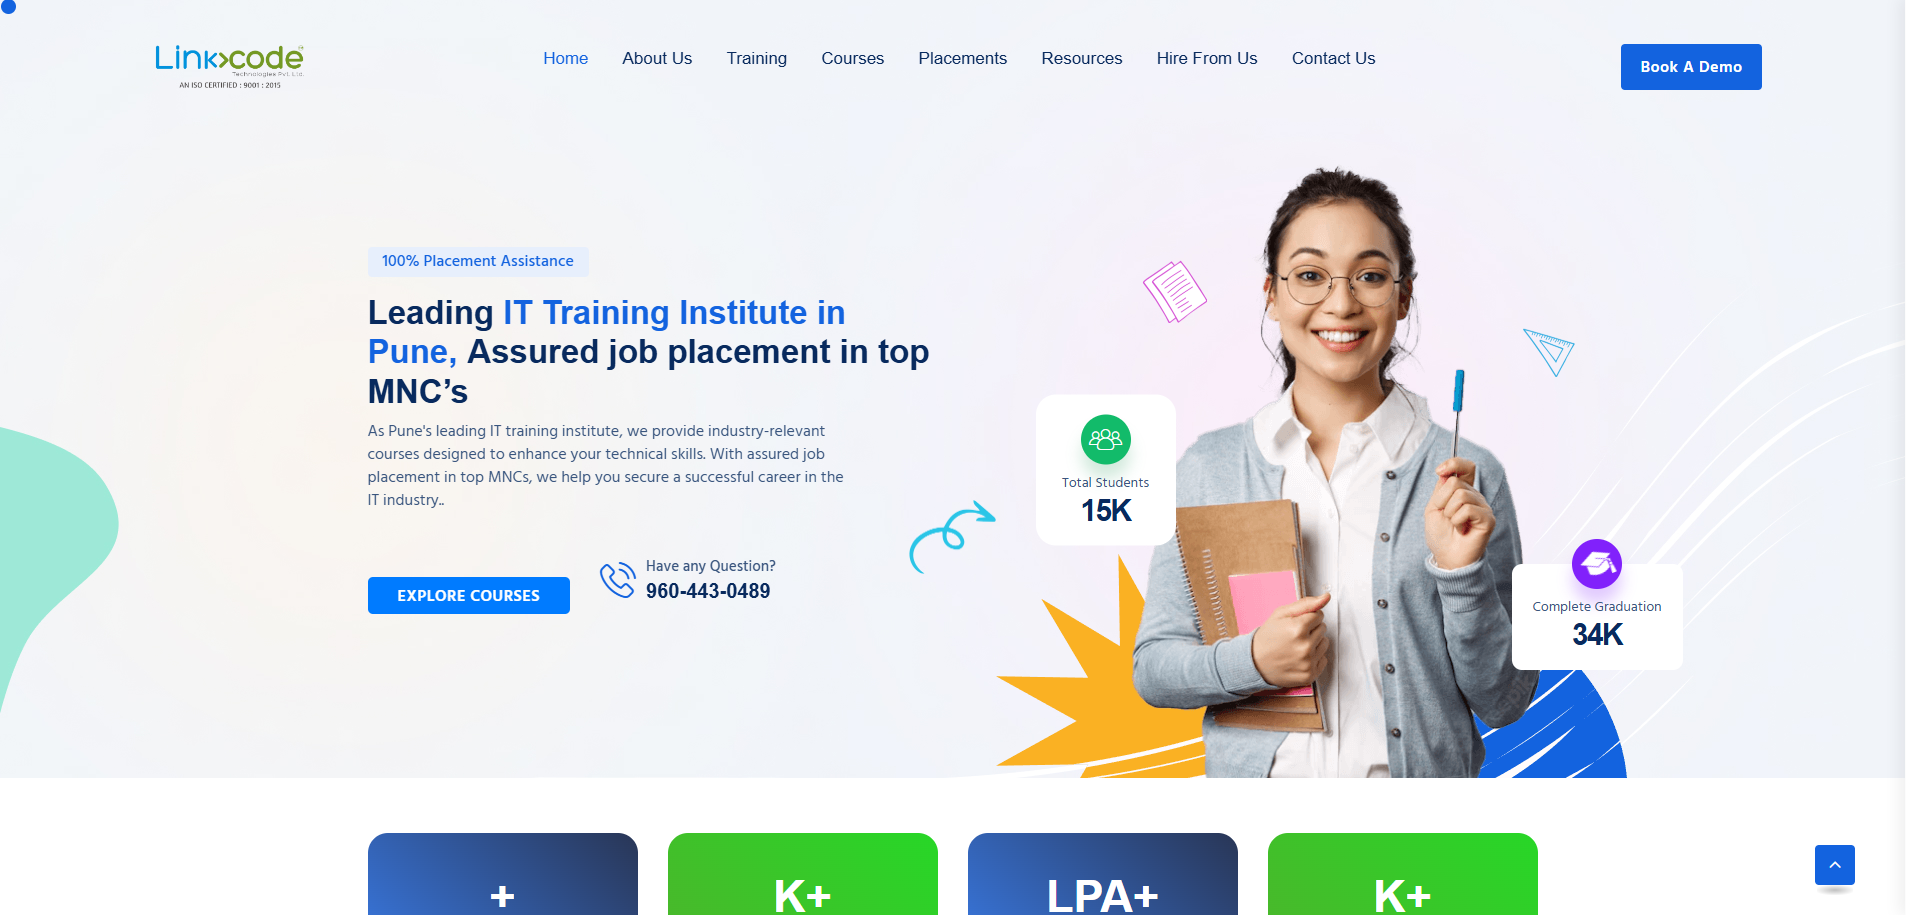 Link>code
Technologies Pvt. Ltd.
AN ISO CERTIFIED : 9001 : 2015
Home
About Us
Training
Courses
Placements
Resources
Hire From Us
Contact Us
Book A Demo
100% Placement Assistance
Leading IT Training Institute in
Pune, Assured job placement in top
MNC’s
As Pune's leading IT training institute, we provide industry-relevant
courses designed to enhance your technical skills. With assured job
placement in top MNCs, we help you secure a successful career in the
IT industry..
EXPLORE COURSES
Have any Question?
960-443-0489
Total Students
15K
Complete Graduation
34K
+
K+
LPA+
K+